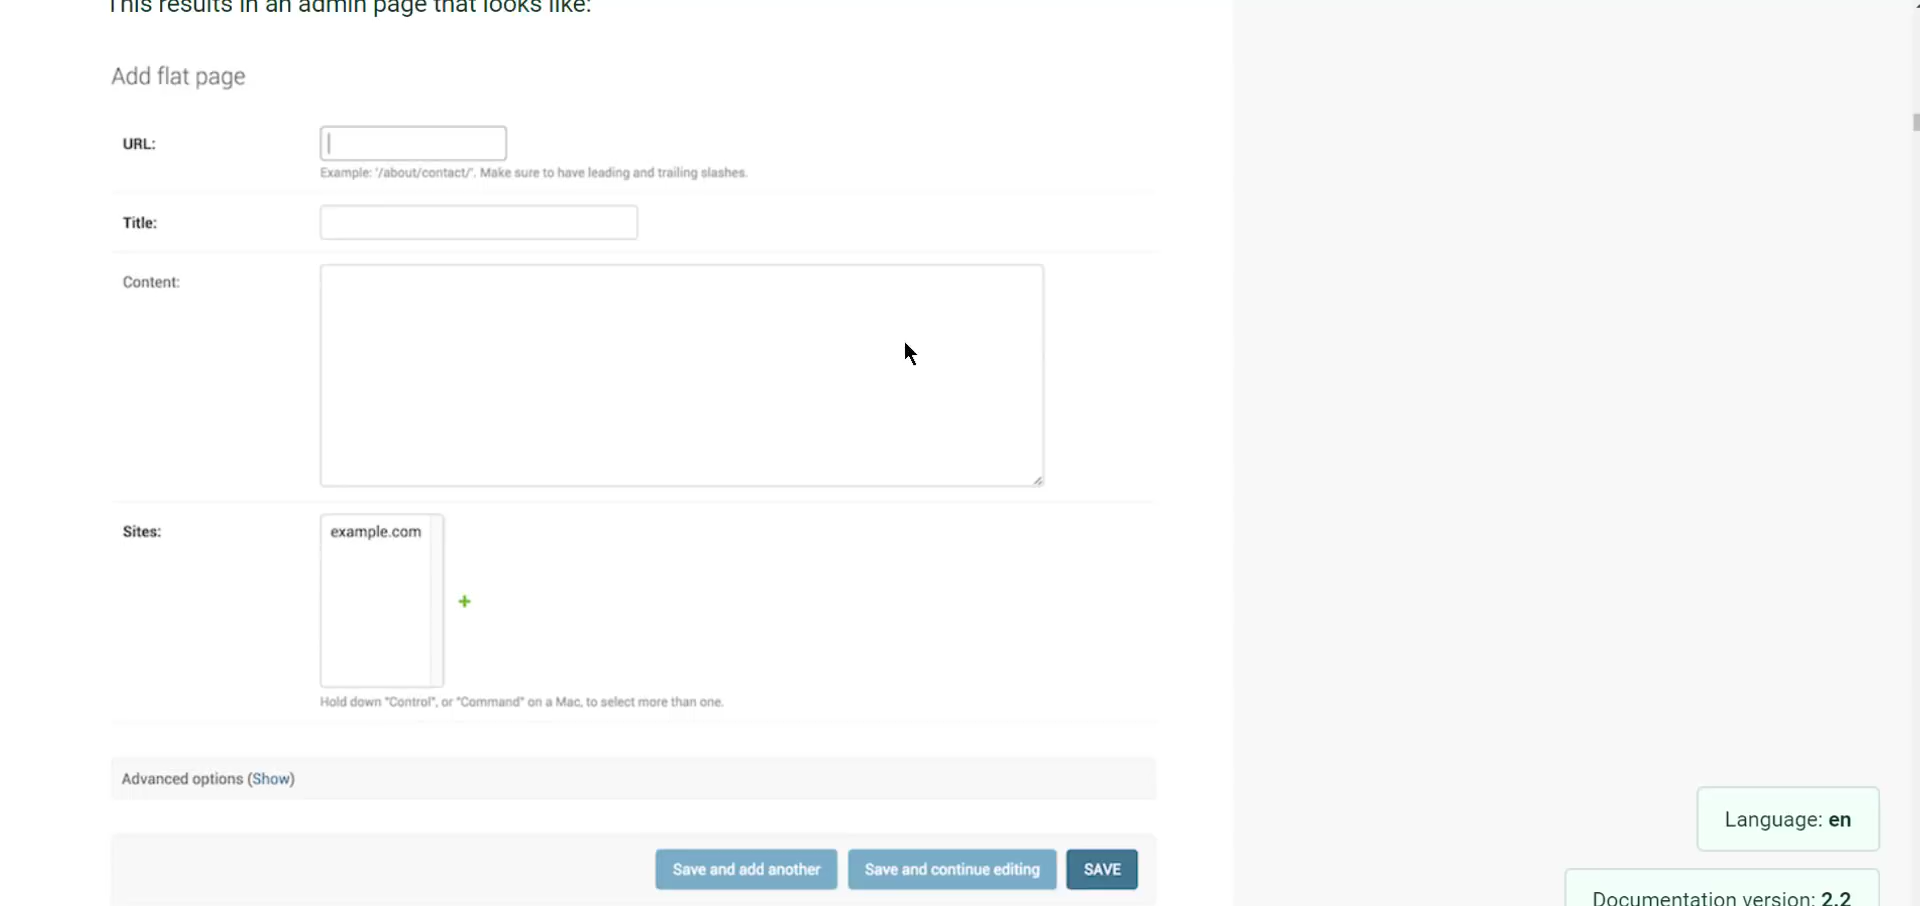 This results in an admin page that looks like:
Add flat page
URL:
Example: '/about/contact/'. Make sure to have leading and trailing slashes.
Title:
Content:
Sites:
example.com
+
Hold down "Control", or "Command" on a Mac, to select more than one.
Advanced options (Show)
Save and add another
Save and continue editing
SAVE
Language: en
Documentation version: 2.2